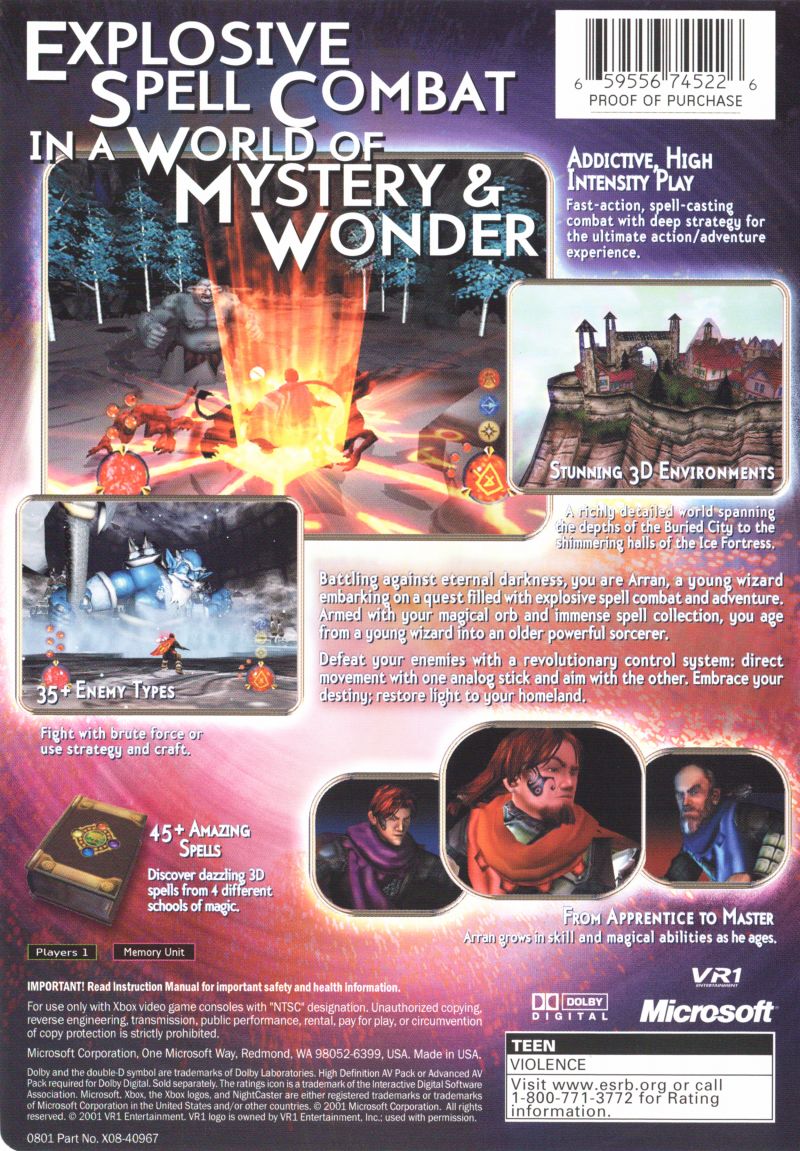 EXPLOSIVE
SPELL COMBAT
IN A WORLD OF
MYSTERY &
WONDER
6 59556 74522 6
PROOF OF PURCHASE
ADDICTIVE, HIGH
INTENSITY PLAY
Fast-action, spell-casting
combat with deep strategy for
the ultimate action/adventure
experience.
STUNNING 3D ENVIRONMENTS
A richly detailed world spanning
the depths of the Buried City to the
shimmering halls of the Ice Fortress.
35+ ENEMY TYPES
Fight with brute force or
use strategy and craft.
Battling against eternal darkness, you are Arran, a young wizard
embarking on a quest filled with explosive spell combat and adventure.
Armed with your magical orb and immense spell collection, you age
from a young wizard into an older powerful sorcerer.
Defeat your enemies with a revolutionary control system: direct
movement with one analog stick and aim with the other. Embrace your
destiny; restore light to your homeland.
45+ AMAZING
SPELLS
Discover dazzling 3D
spells from 4 different
schools of magic.
FROM APPRENTICE TO MASTER
Arran grows in skill and magical abilities as he ages.
Players 1
Memory Unit
IMPORTANT! Read Instruction Manual for important safety and health information.
For use only with Xbox video game consoles with "NTSC" designation. Unauthorized copying,
reverse engineering, transmission, public performance, rental, pay for play, or circumvention
of copy protection is strictly prohibited.
Microsoft Corporation, One Microsoft Way, Redmond, WA 98052-6399, USA. Made in USA.
Dolby and the double-D symbol are trademarks of Dolby Laboratories. High Definition AV Pack or Advanced AV
Pack required for Dolby Digital. Sold separately. The ratings icon is a trademark of the Interactive Digital Software
Association. Microsoft, Xbox, the Xbox logos, and NightCaster are either registered trademarks or trademarks
of Microsoft Corporation in the United States and/or other countries. © 2001 Microsoft Corporation. All rights
reserved. © 2001 VR1 Entertainment. VR1 logo is owned by VR1 Entertainment, Inc.; used with permission.
0801 Part No. X08-40967
VR1
ENTERTAINMENT
DOLBY
DIGITAL
Microsoft
TEEN
VIOLENCE
Visit www.esrb.org or call
1-800-771-3772 for Rating
information.